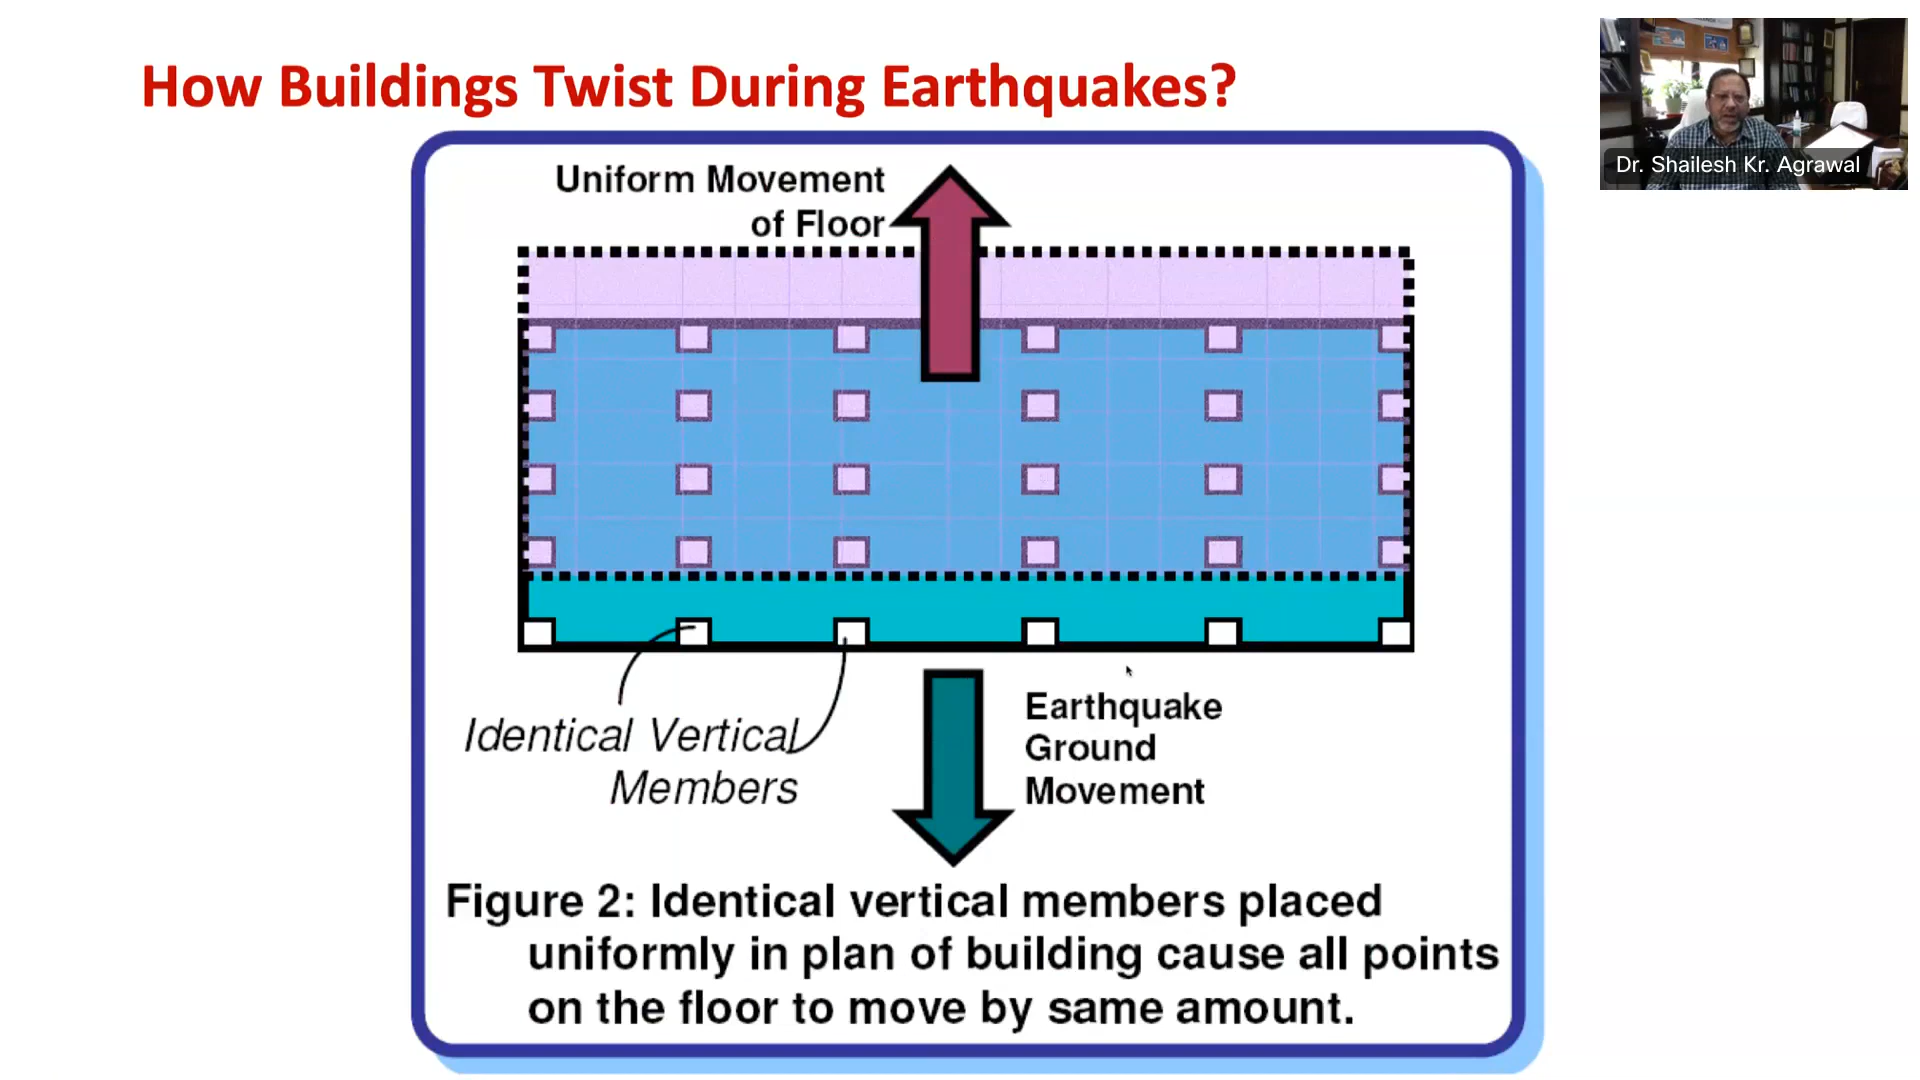 How Buildings Twist During Earthquakes?
Dr. Shailesh Kr. Agrawal
Uniform Movement
of Floor
Identical Vertical
Members
Earthquake
Ground
Movement
Figure 2: Identical vertical members placed
uniformly in plan of building cause all points
on the floor to move by same amount.